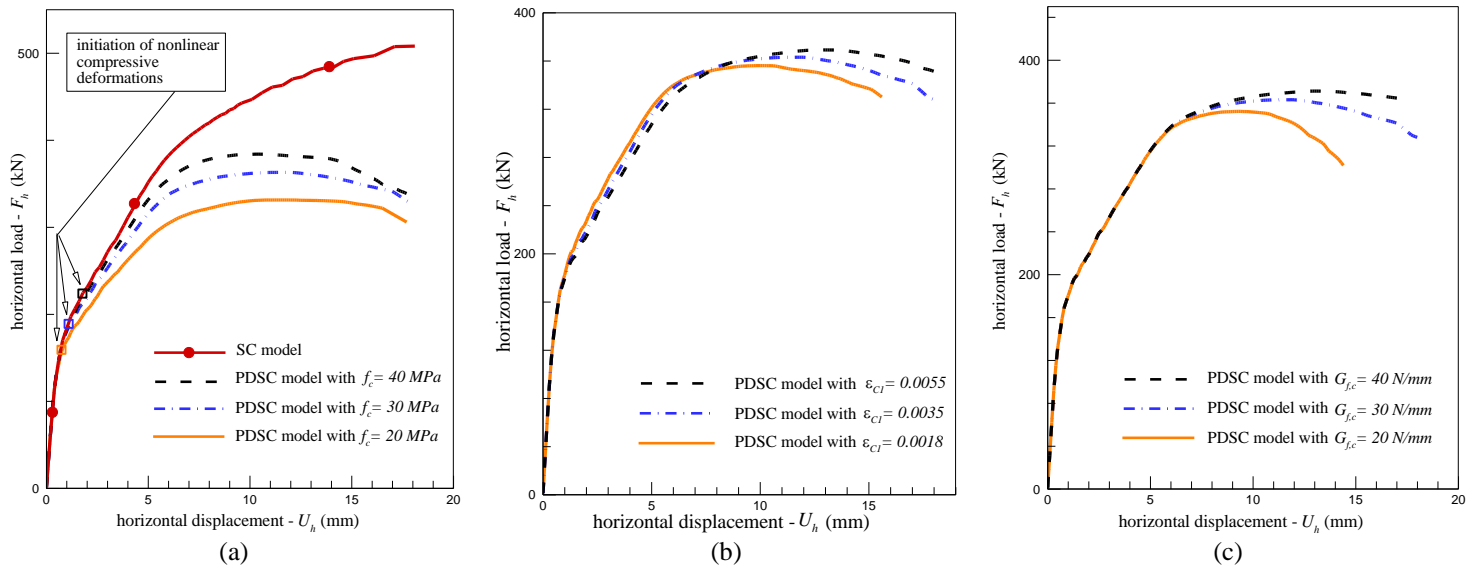 500
initiation of nonlinear
compressive
deformations
horizontal load - F_h (kN)
SC model
PDSC model with f_c= 40 MPa
PDSC model with f_c= 30 MPa
PDSC model with f_c= 20 MPa
0
0 5 10 15 20
horizontal displacement - U_h (mm)
(a)
400
200
0
horizontal load - F_h (kN)
PDSC model with ε_C1= 0.0055
PDSC model with ε_C1= 0.0035
PDSC model with ε_C1= 0.0018
0 5 10 15
horizontal displacement - U_h (mm)
(b)
400
200
0
horizontal load - F_h (kN)
PDSC model with G_f,c= 40 N/mm
PDSC model with G_f,c= 30 N/mm
PDSC model with G_f,c= 20 N/mm
0 5 10 15 20
horizontal displacement - U_h (mm)
(c)